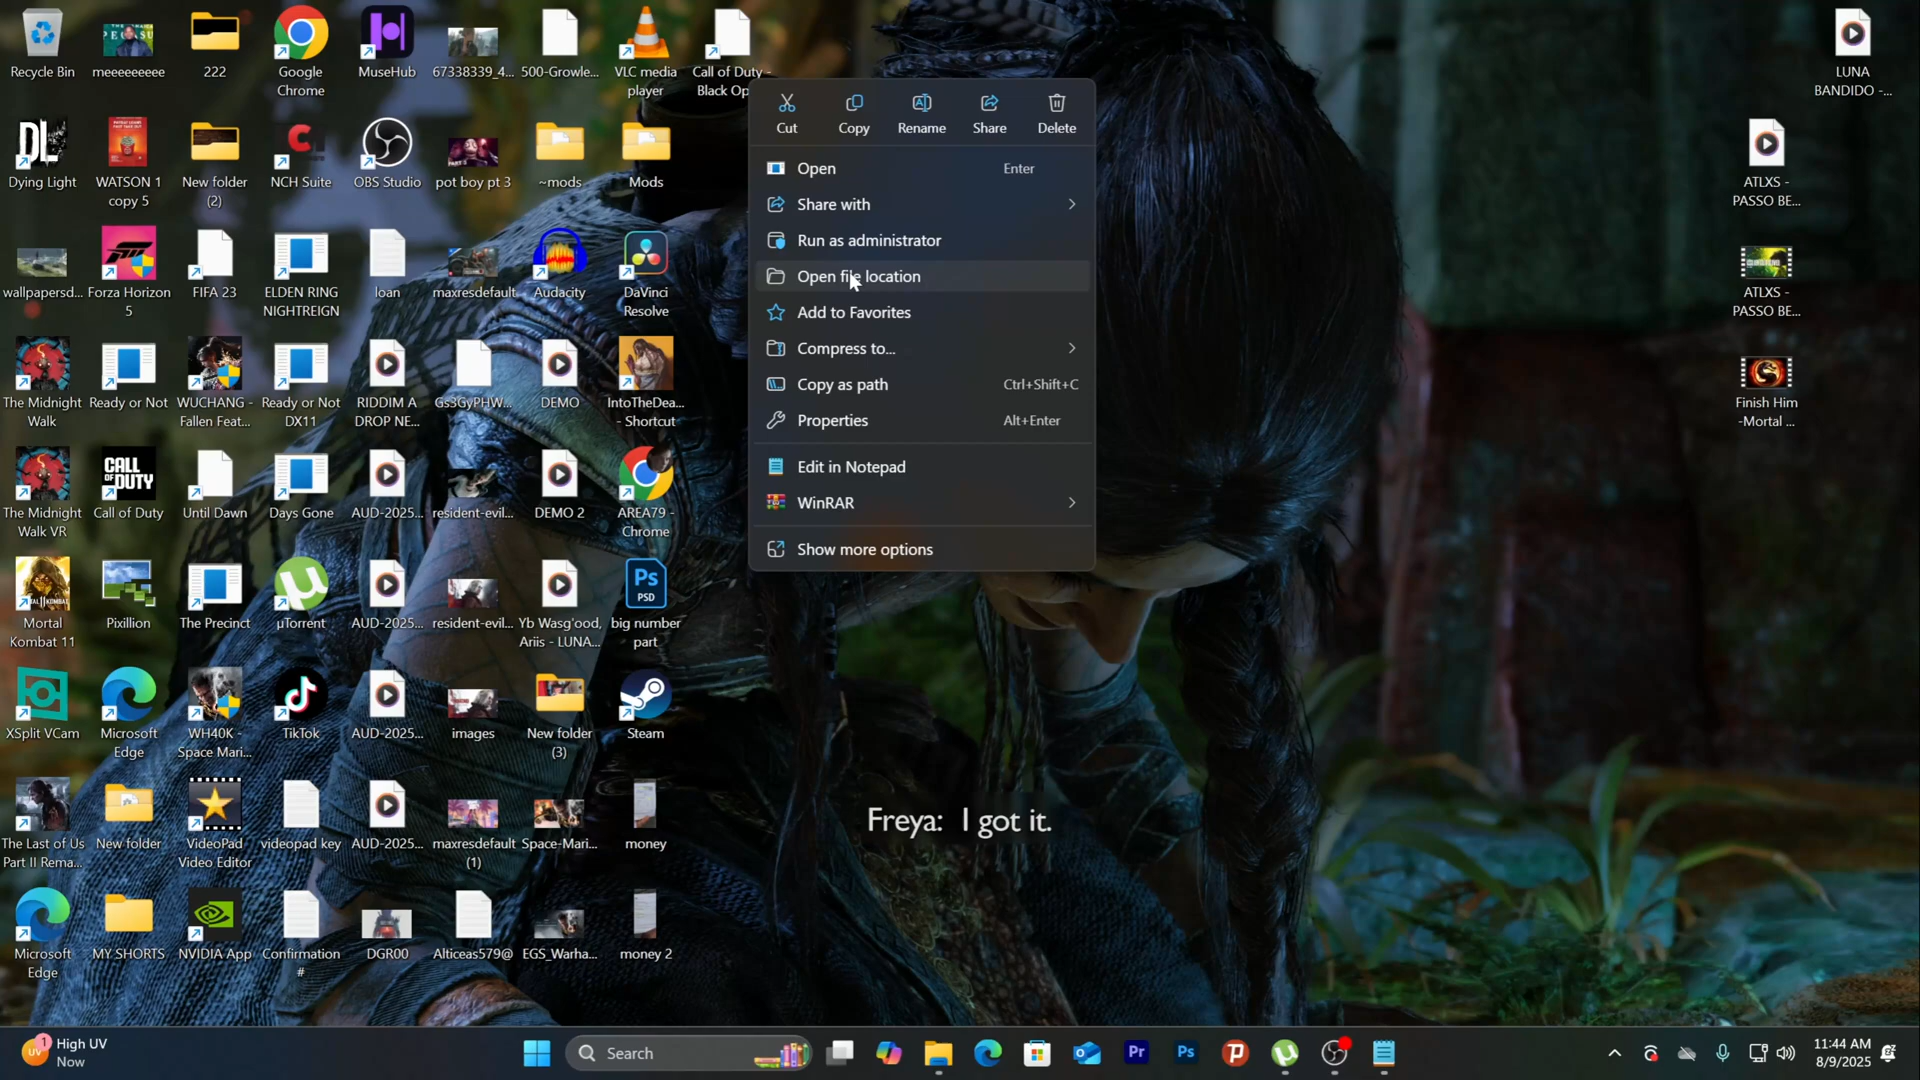 Recycle Bin
meeeeeeeee
222
Google
Chrome
MuseHub
67338339_4...
500-Growle...
VLC media
player
Call of Duty -
Black Op
LUNA
BANDIDO -...
Cut
Copy
Rename
Share
Delete
Dying Light
WATSON 1
copy 5
New folder
(2)
NCH Suite
OBS Studio
pot boy pt 3
~mods
Mods
ATLXS -
PASSO BE...
Open Enter
Share with
Run as administrator
Open file location
Add to Favorites
Compress to...
Copy as path Ctrl+Shift+C
Properties Alt+Enter
Edit in Notepad
WinRAR
Show more options
wallpapersd...
Forza Horizon
5
FIFA 23
ELDEN RING
NIGHTREIGN
loan
maxresdefault
Audacity
DaVinci
Resolve
ATLXS -
PASSO BE...
The Midnight
Walk
Ready or Not
WUCHANG -
Fallen Feat...
Ready or Not
DX11
RIDDIM A
DROP NE...
Gs3GyPHW...
DEMO
IntoTheDea...
- Shortcut
Finish Him
-Mortal ...
The Midnight
Walk VR
CALL
OF DUTY
Call of Duty
Until Dawn
Days Gone
AUD-2025...
resident-evil...
DEMO 2
AREA79 -
Chrome
Mortal
Kombat 11
Pixillion
The Precinct
µTorrent
AUD-2025...
resident-evil...
Yb Wasg'ood,
Ariis - LUNA...
Ps
PSD
big number
part
XSplit VCam
Microsoft
Edge
WH40K -
Space Mari...
TikTok
AUD-2025...
images
New folder
(3)
Steam
The Last of Us
Part II Rema...
New folder
VideoPad
Video Editor
videopad key
AUD-2025...
maxresdefault
(1)
Space-Mari...
money
Freya: I got it.
Microsoft
Edge
MY SHORTS
NVIDIA App
Confirmation
#
DGR00
Alticeas579@
EGS_Warha...
money 2
1
UV
High UV
Now
Search
Pr
Ps
11:44 AM
8/9/2025